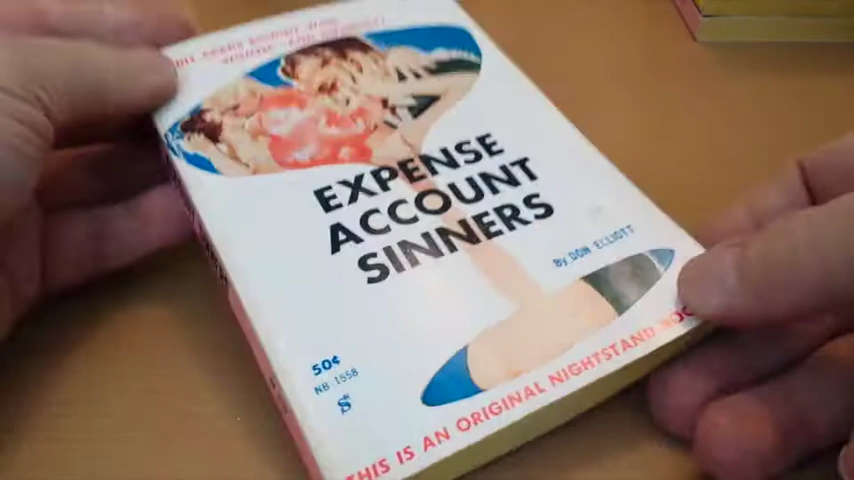 EXPENSE
ACCOUNT
SINNERS
By DON ELLIOTT
50¢
NB 1558
THIS IS AN ORIGINAL NIGHTSTAND